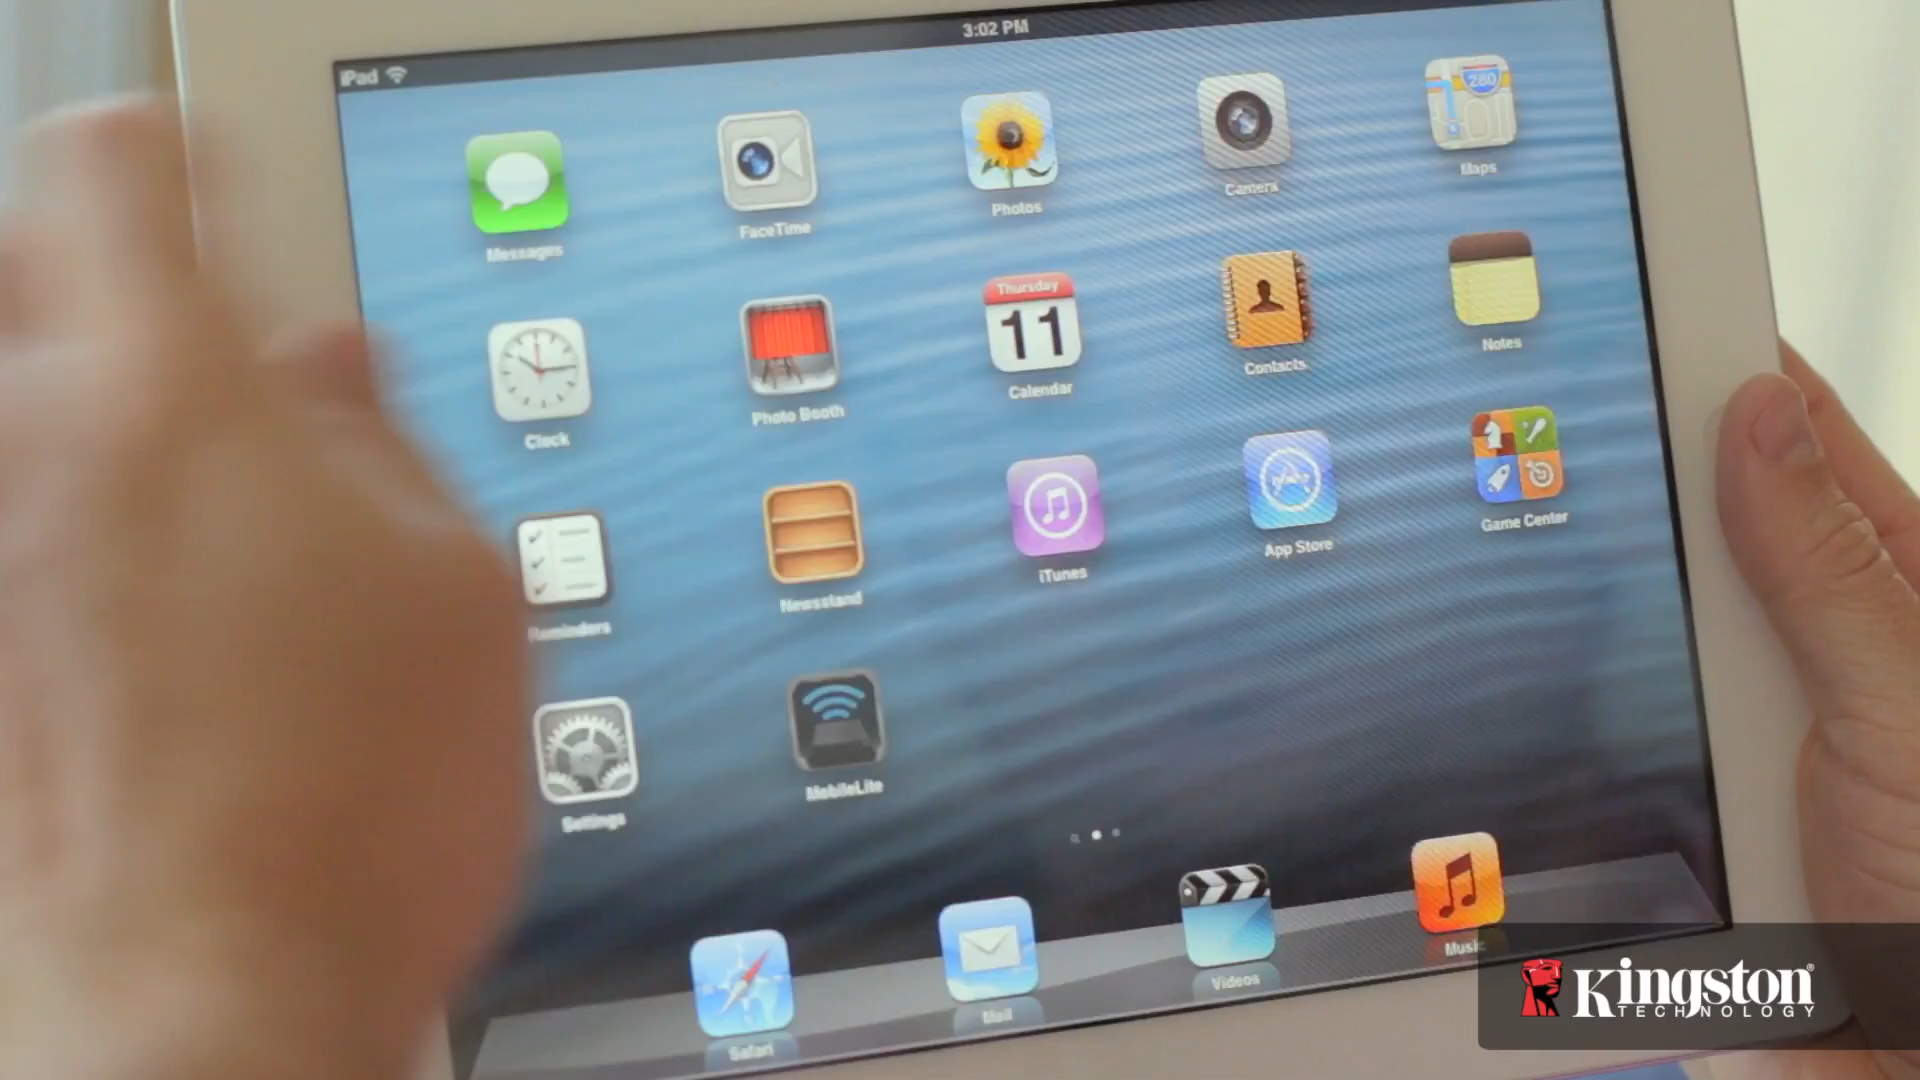 3:02 PM
iPad
Messages
FaceTime
Photos
Camera
Maps
280
Clock
Photo Booth
Thursday
11
Calendar
Contacts
Notes
Reminders
Newsstand
iTunes
App Store
Game Center
Settings
MobileLite
Safari
Mail
Videos
Music
Kingston®
TECHNOLOGY